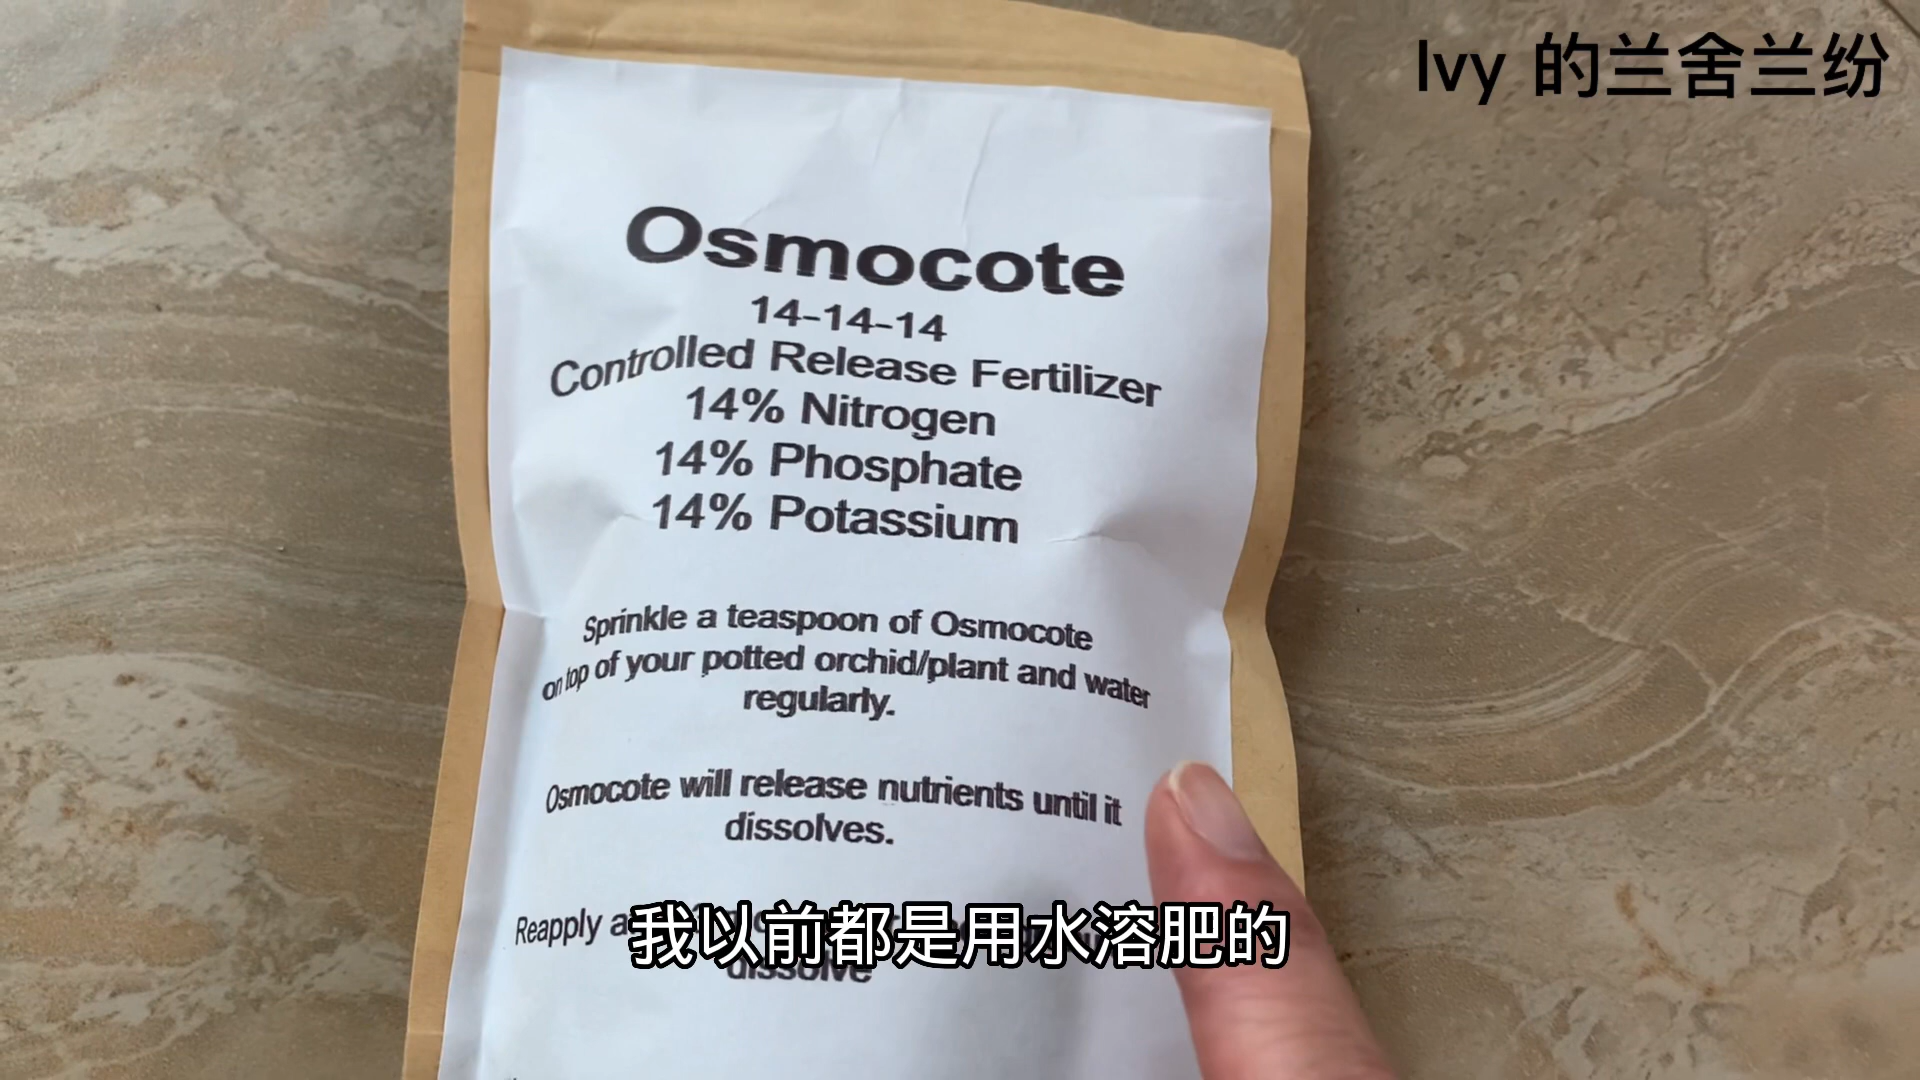 Ivy 的兰舍兰纷
Osmocote
14-14-14
Controlled Release Fertilizer
14% Nitrogen
14% Phosphate
14% Potassium
Sprinkle a teaspoon of Osmocote
on top of your potted orchid/plant and water
regularly.
Osmocote will release nutrients until it
dissolves.
Reapply
dissolve
我以前都是用水溶肥的